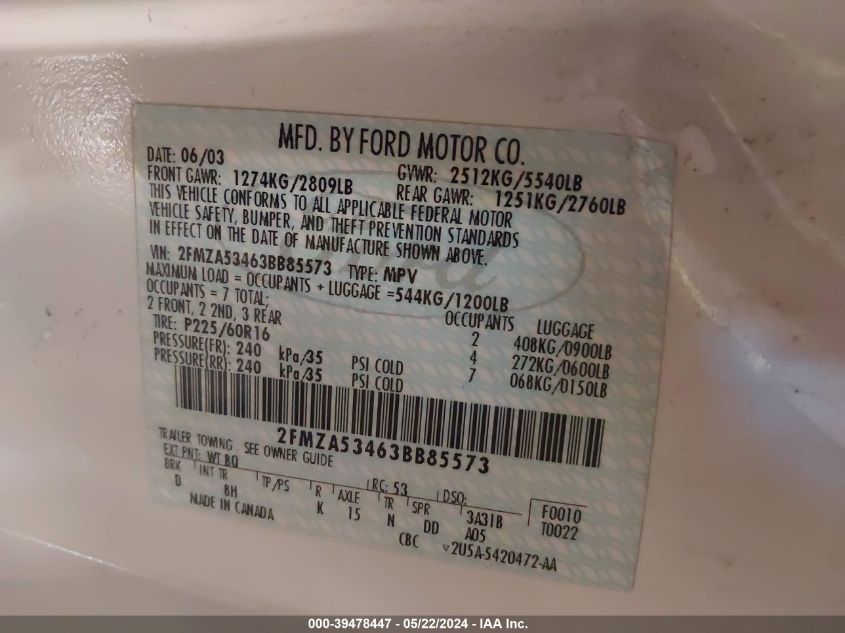 MFD. BY FORD MOTOR CO.
DATE: 06/03 GVWR: 2512KG/5540LB
FRONT GAWR: 1274KG/2809LB REAR GAWR: 1251KG/2760LB
THIS VEHICLE CONFORMS TO ALL APPLICABLE FEDERAL MOTOR
VEHICLE SAFETY, BUMPER, AND THEFT PREVENTION STANDARDS
IN EFFECT ON THE DATE OF MANUFACTURE SHOWN ABOVE.
VIN: 2FMZA53463BB85573 TYPE: MPV
MAXIMUM LOAD = OCCUPANTS + LUGGAGE =544KG/1200LB
OCCUPANTS = 7 TOTAL; OCCUPANTS LUGGAGE
2 FRONT, 2 2ND, 3 REAR 2 408KG/0900LB
TIRE: P225/60R16 4 272KG/0600LB
PRESSURE(FR): 240 kPa/35 PSI COLD 7 068KG/0150LB
PRESSURE(RR): 240 kPa/35 PSI COLD
2FMZA53463BB85573
TRAILER TOWING - SEE OWNER GUIDE
EXT PNT: WT BQ RC: 53 DSO: F0010
BRK INT TR TP/PS R AXLE TR SPR 3A31B T0022
D 8H K 15 N DD A05
MADE IN CANADA CBC ▿2U5A-5420472-AA
000-39478447 - 05/22/2024 - IAA Inc.